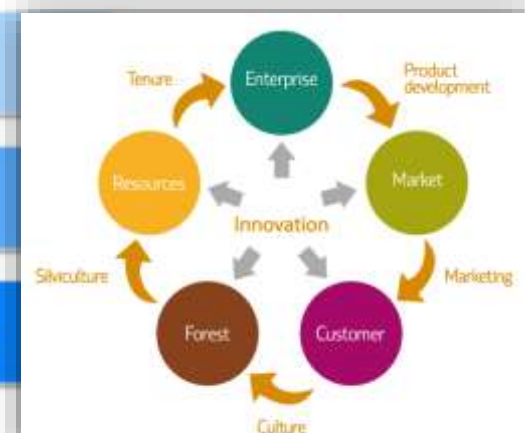 Enterprise
Product
development
Market
Marketing
Customer
Culture
Forest
Silviculture
Resources
Tenure
Innovation